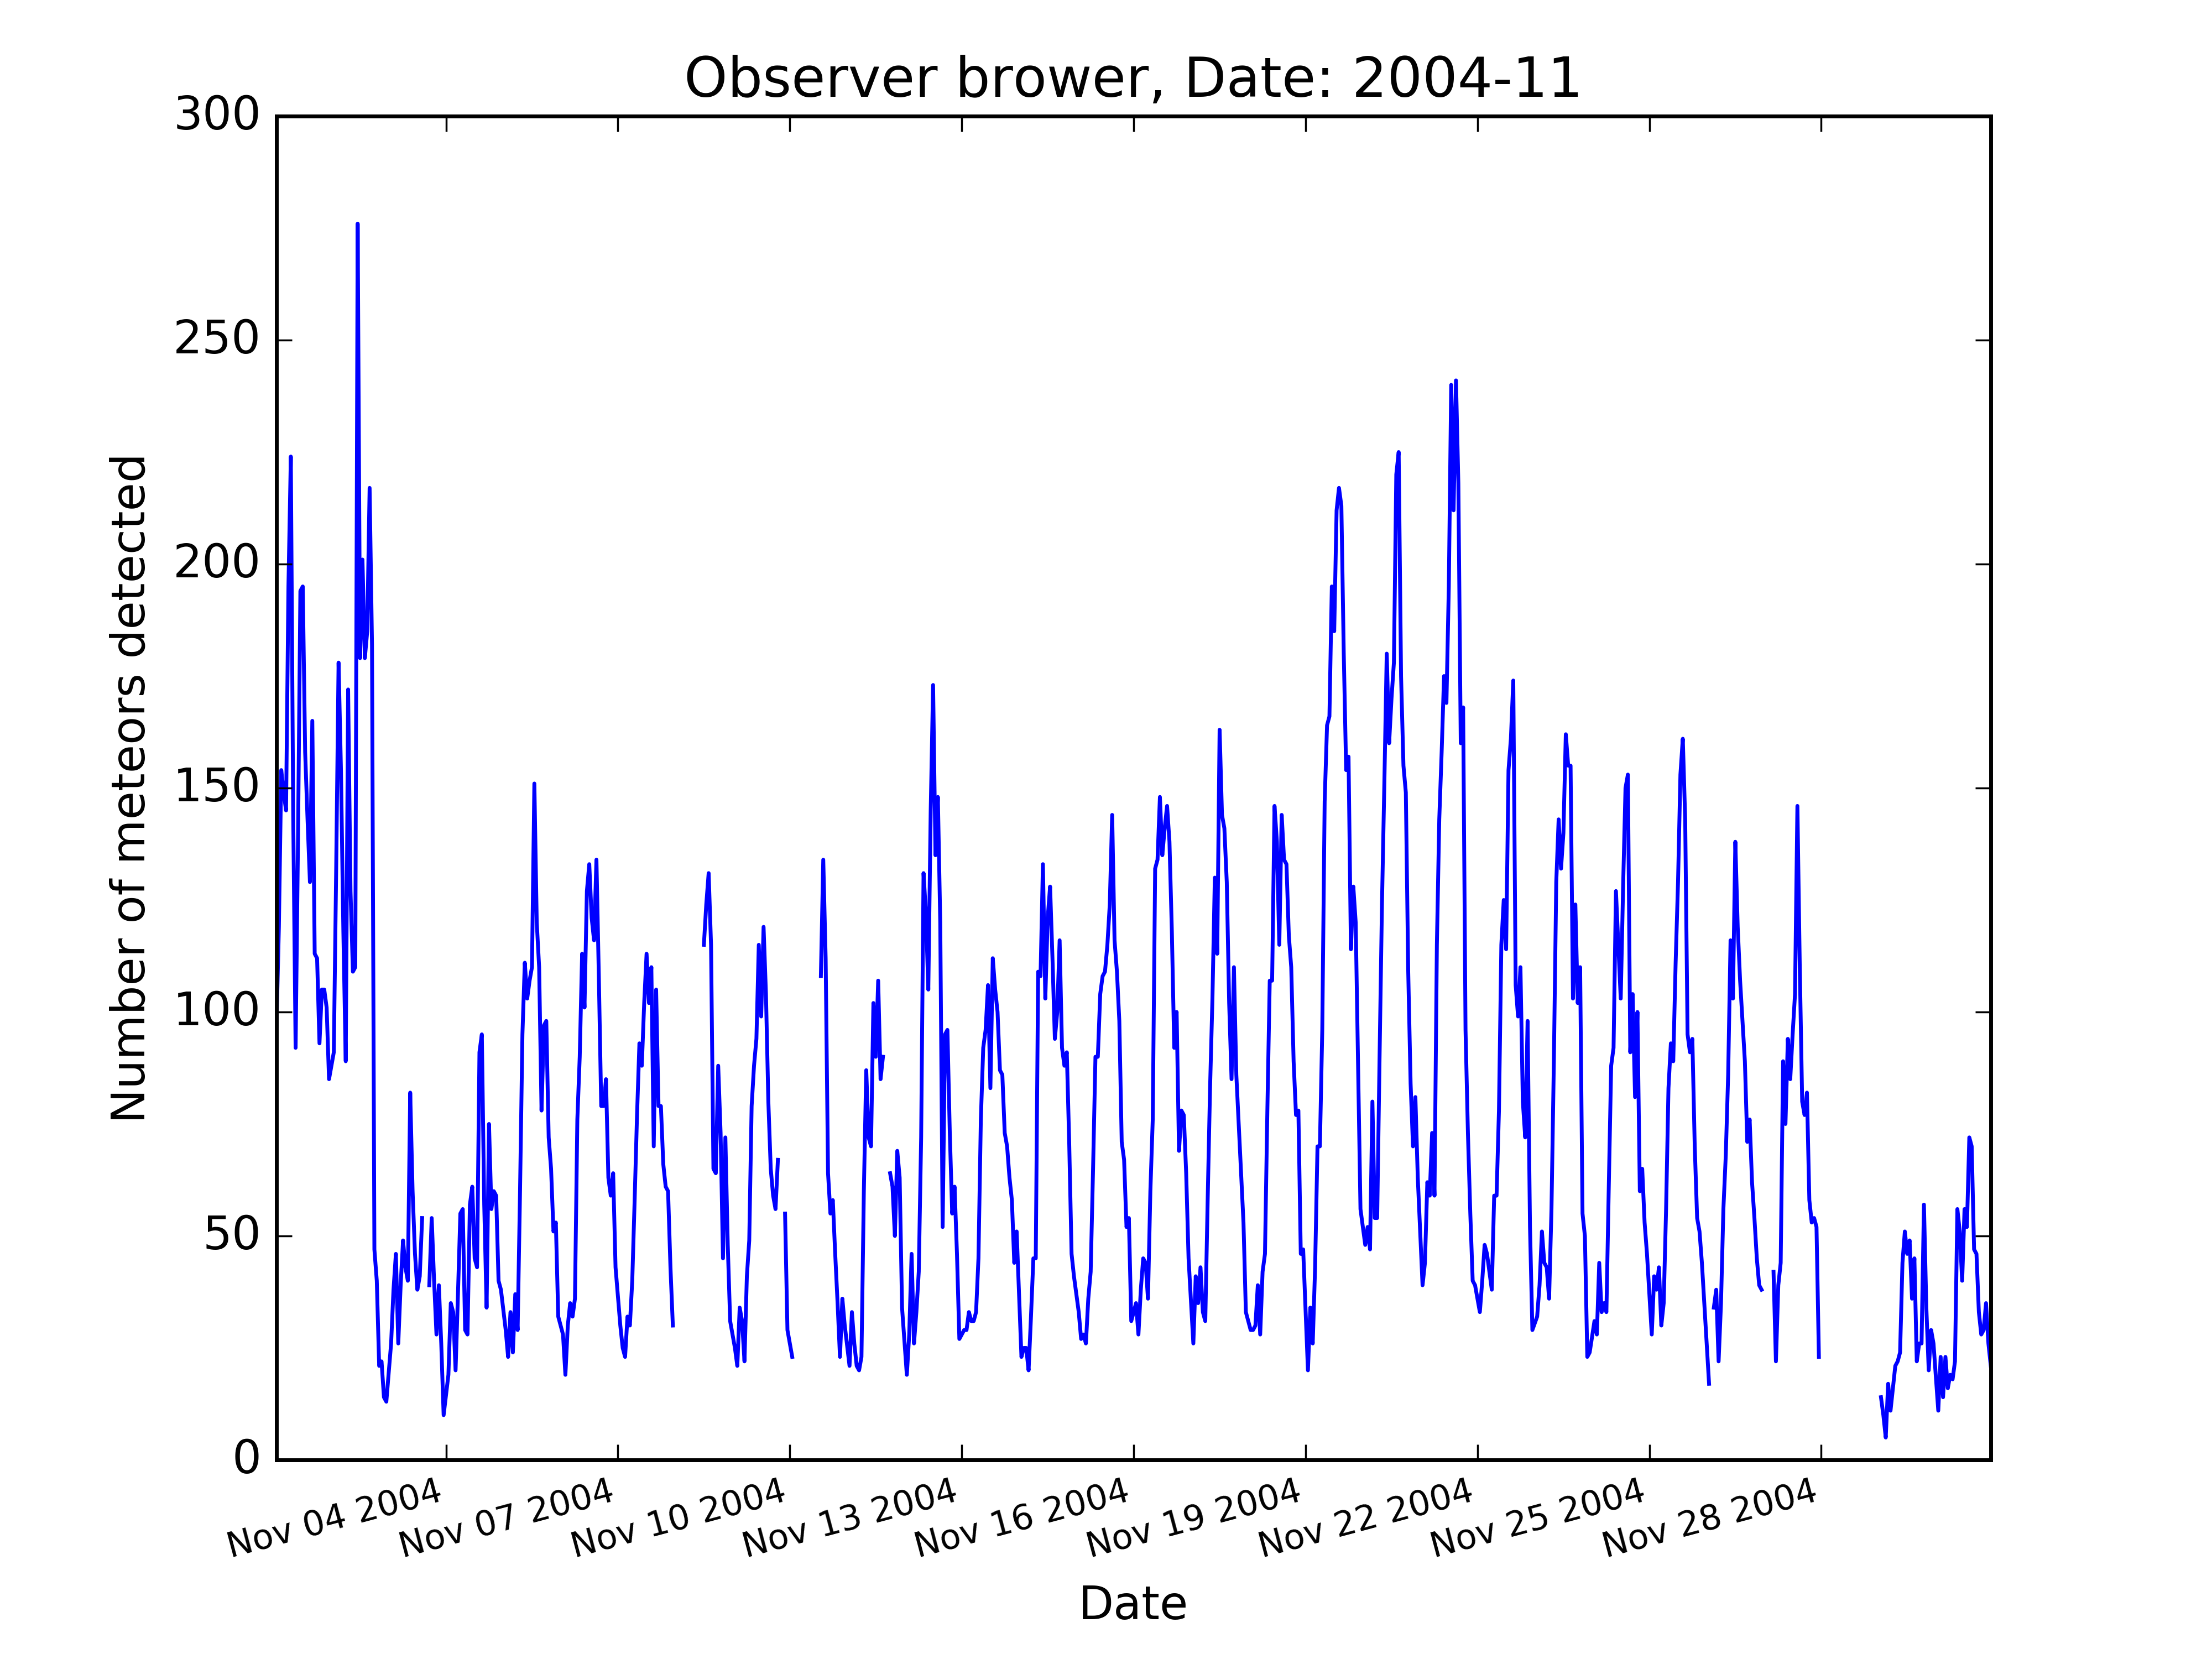 Observer brower, Date: 2004-11
300
250
200
150
100
50
0
Number of meteors detected
Nov 04 2004
Nov 07 2004
Nov 10 2004
Nov 13 2004
Nov 16 2004
Nov 19 2004
Nov 22 2004
Nov 25 2004
Nov 28 2004
Date